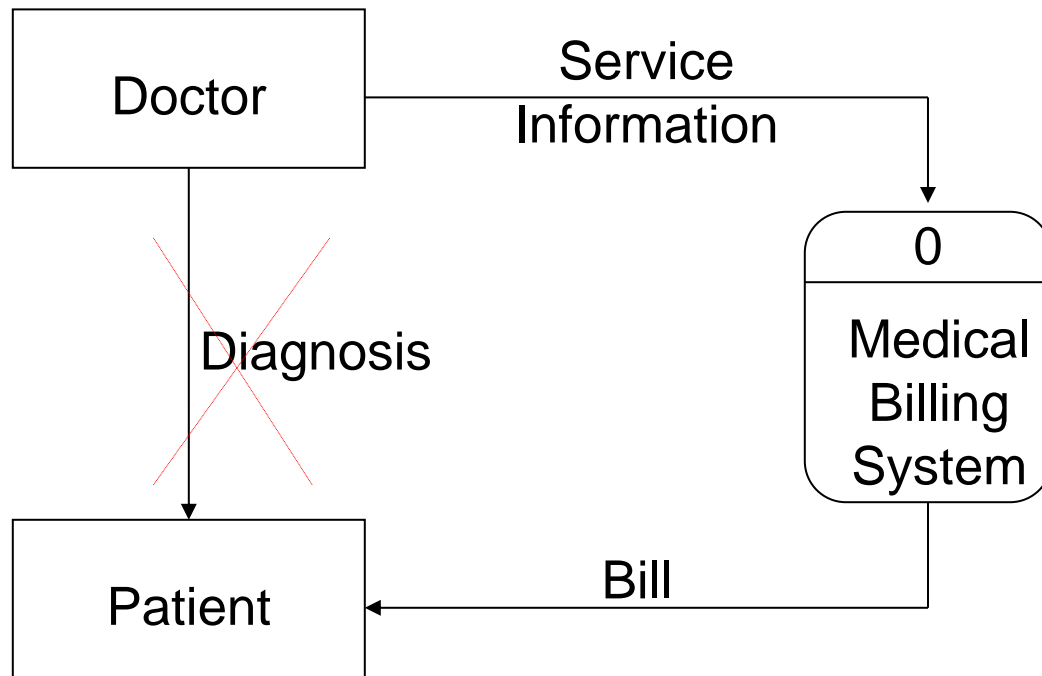 Doctor
Service
Information
0
Medical
Billing
System
Diagnosis
Patient
Bill